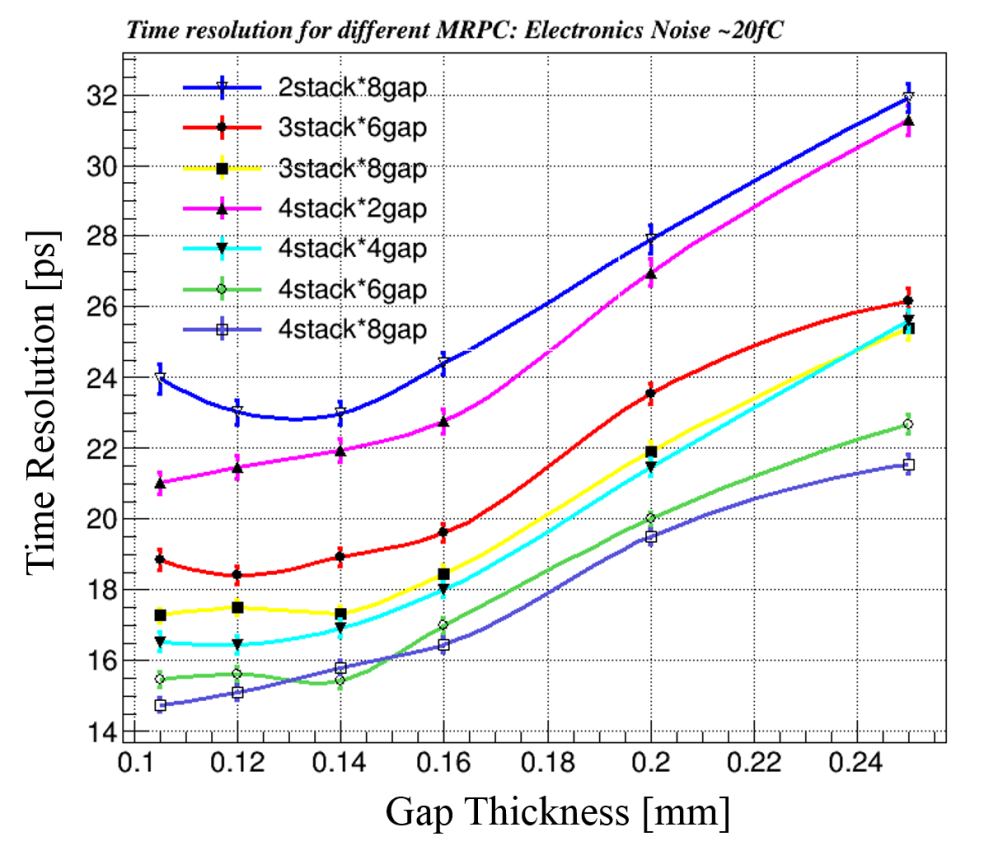 Time resolution for different MRPC: Electronics Noise ~20fC
2stack*8gap
3stack*6gap
3stack*8gap
4stack*2gap
4stack*4gap
4stack*6gap
4stack*8gap
Time Resolution [ps]
32
30
28
26
24
22
20
18
16
14
0.1 0.12 0.14 0.16 0.18 0.2 0.22 0.24
Gap Thickness [mm]